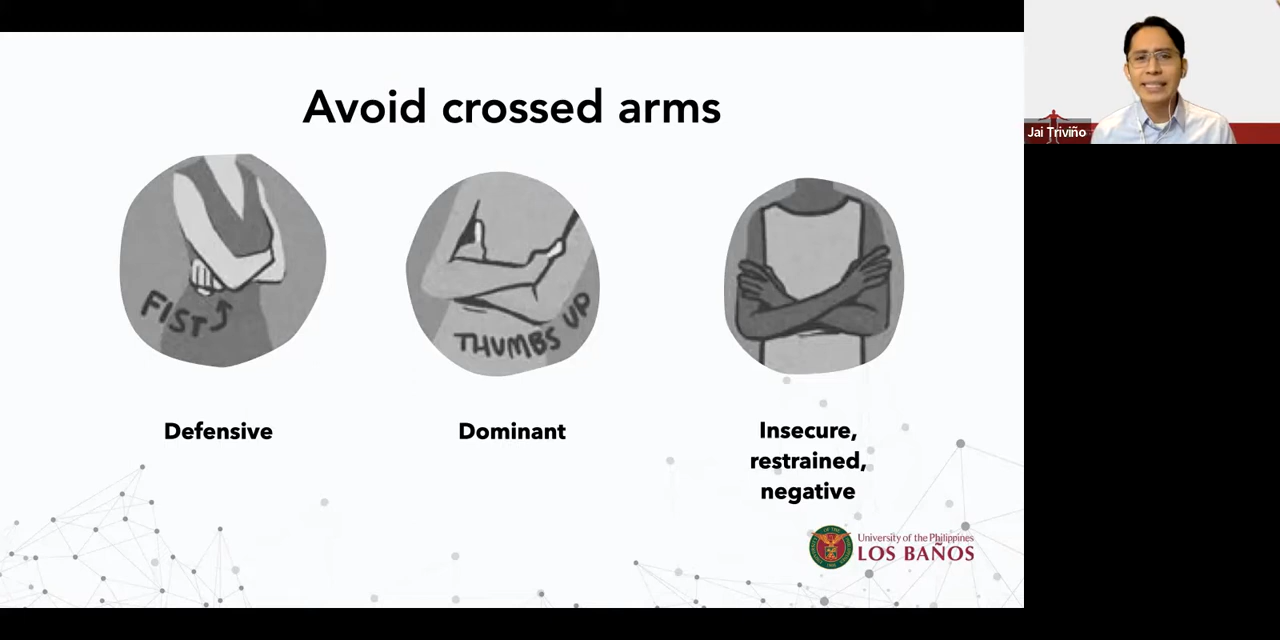 Avoid crossed arms
FIST
THUMBS UP
Defensive
Dominant
Insecure,
restrained,
negative
University of the Philippines
LOS BAÑOS
Jai Triviño